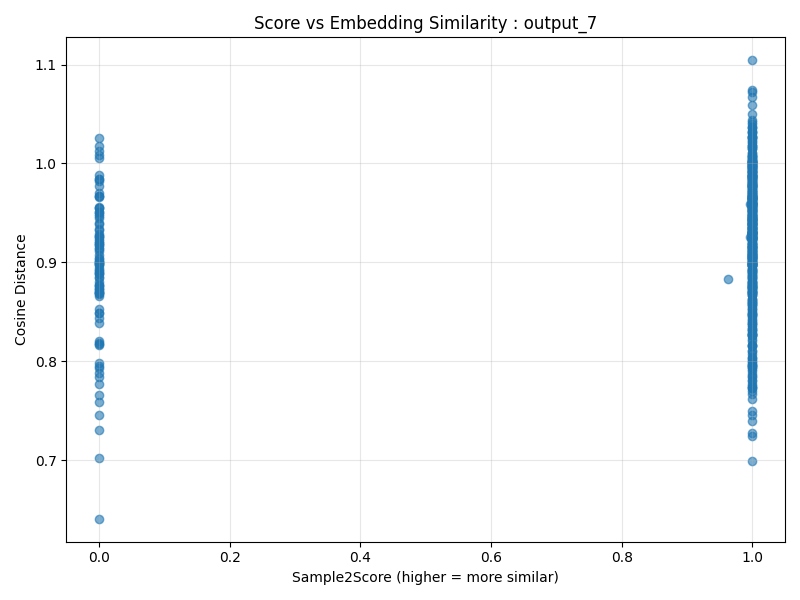 Score vs Embedding Similarity : output_7
Cosine Distance
1.1
1.0
0.9
0.8
0.7
0.0 0.2 0.4 0.6 0.8 1.0
Sample2Score (higher = more similar)